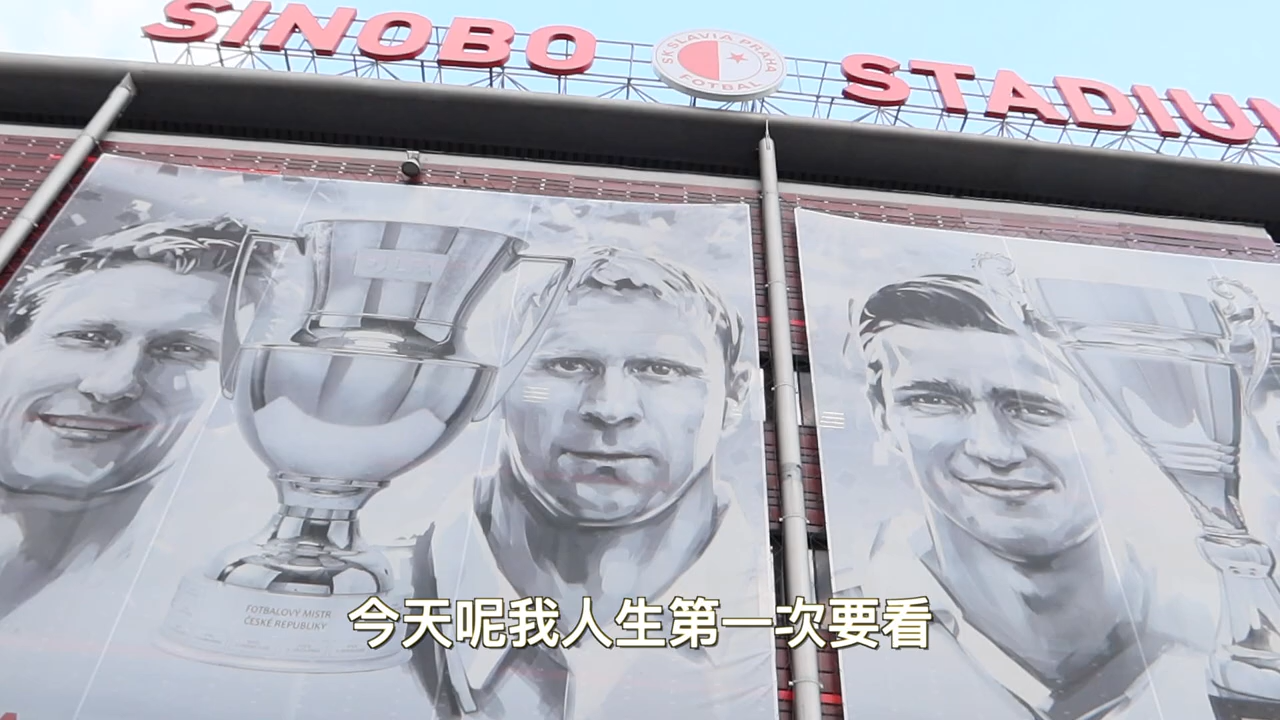 SINOBO STADIUM
SK SLAVIA PRAHA
FOTBAL
FOTBALOVÝ MISTR
ČESKÉ REPUBLIKY
今天呢我人生第一次要看